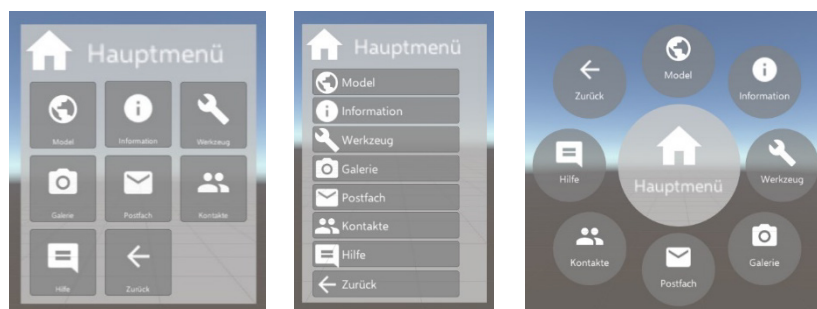 Hauptmenü
Model Information Werkzeug
Galerie Postfach Kontakte
Hilfe Zurück
Hauptmenü
Model
Information
Werkzeug
Galerie
Postfach
Kontakte
Hilfe
Zurück
Model
Zurück
Information
Hilfe
Hauptmenü
Werkzeug
Kontakte
Galerie
Postfach